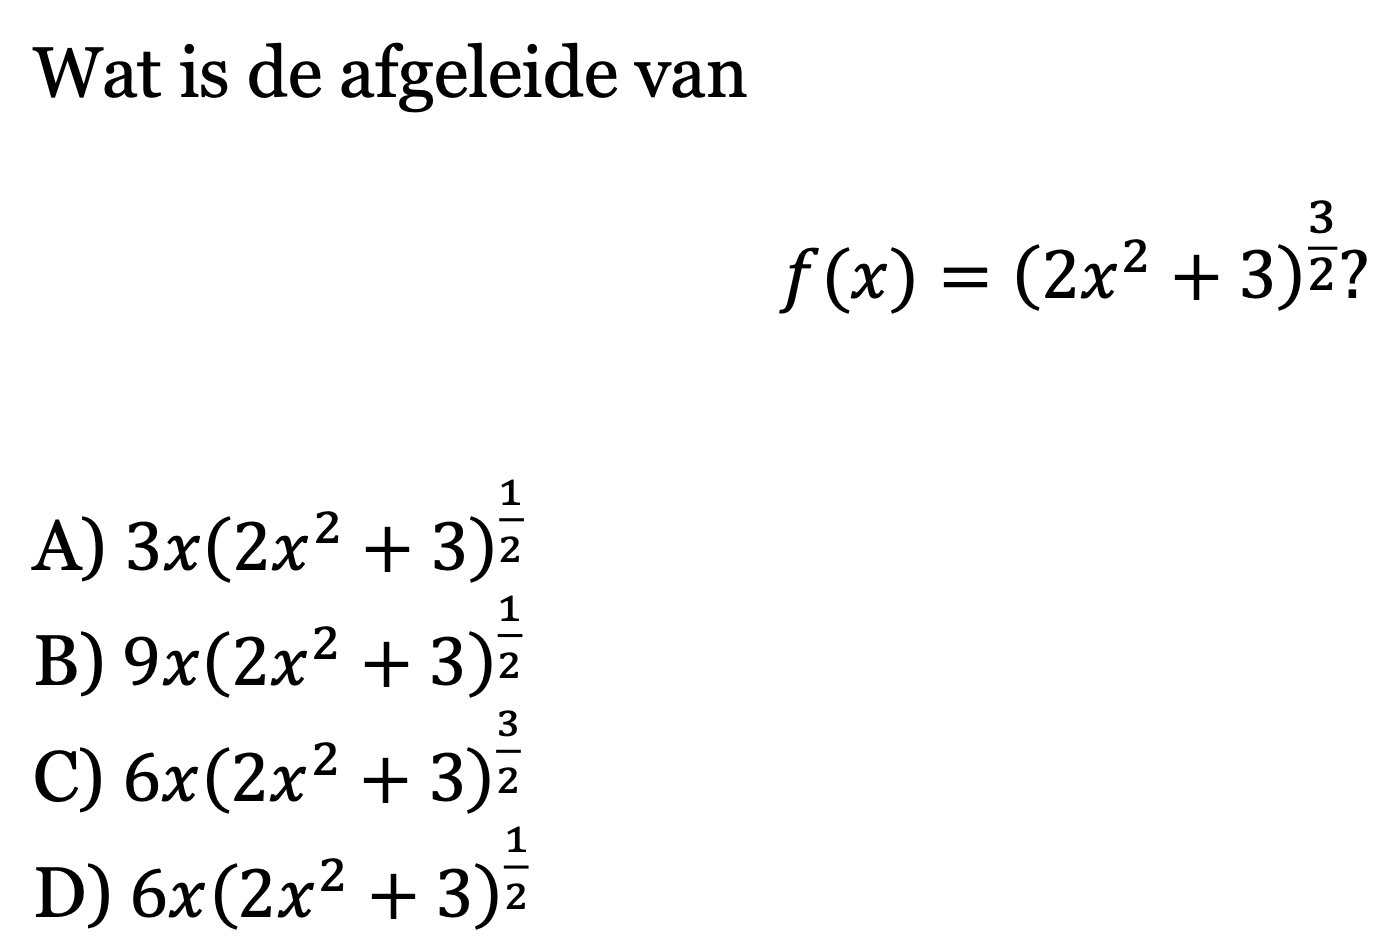 Wat is de afgeleide van
f(x) = (2x² + 3)^{3/2}?
A) 3x(2x² + 3)^{1/2}
B) 9x(2x² + 3)^{1/2}
C) 6x(2x² + 3)^{3/2}
D) 6x(2x² + 3)^{1/2}